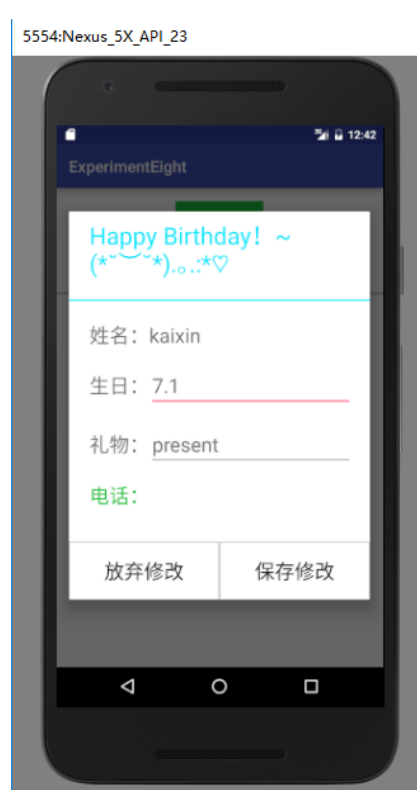 5554:Nexus_5X_API_23
12:42
ExperimentEight
Happy Birthday！~
(*˘︶˘*).｡.:*♡
姓名：kaixin
生日：7.1
礼物：present
电话：
放弃修改 保存修改